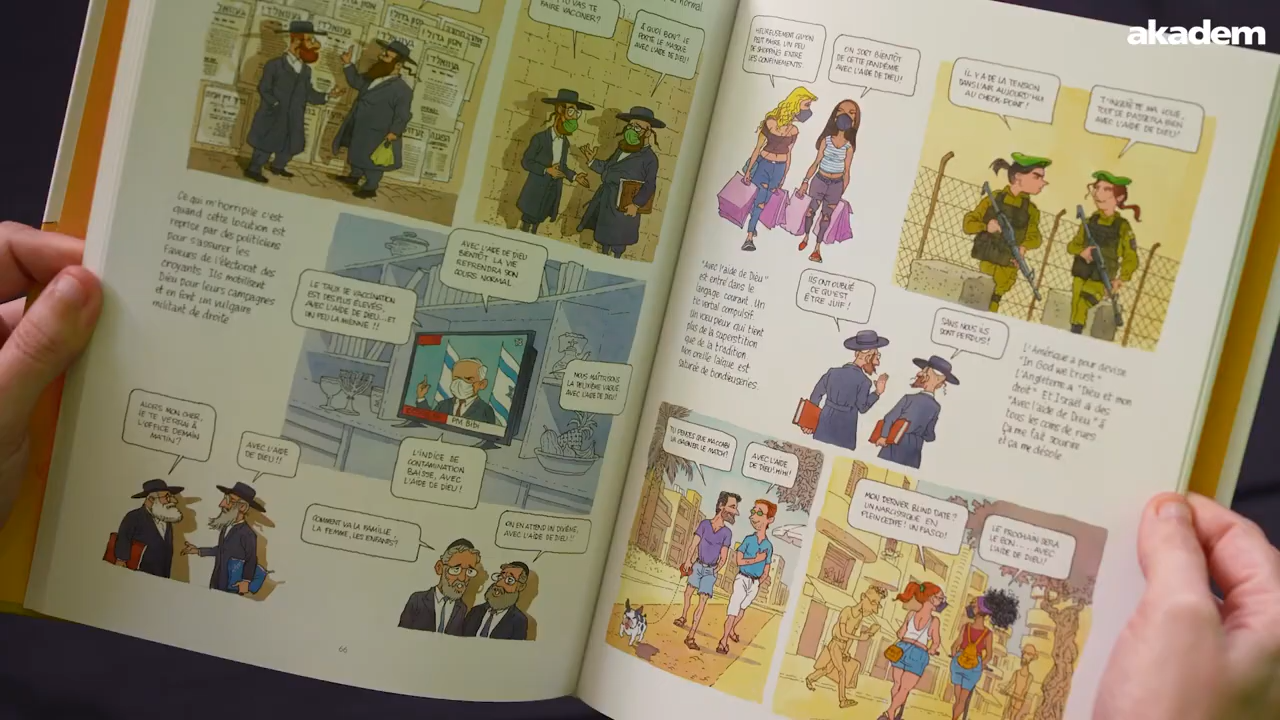 akadem
TU VAS TE
FAIRE VACCINER?
À QUOI BON? JE
PORTE LE MASQUE
AVEC L'AIDE DE DIEU!
Ce qui m'horripile c'est
quand cette locution est
reprise par des politiciens
pour s'assurer les
faveurs de l'électorat des
croyants. Ils mobilisent
Dieu pour leurs campagnes
et en font un vulgaire
militant de droite
AVEC L'AIDE DE DIEU
BIENTÔT LA VIE
REPRENDRA SON
COURS NORMAL
LE TAUX DE VACCINATION
EST DES PLUS ÉLEVÉS,
AVEC L'AIDE DE DIEU...ET
UN PEU LA MIENNE !!
NOUS MAÎTRISONS
LA DEUXIÈME VAGUE,
AVEC L'AIDE DE DIEU!
PM Bibi
L'INDICE DE
CONTAMINATION
BAISSE, AVEC
L'AIDE DE DIEU!
ALORS MON CHER,
JE TE VERRAI À
L'OFFICE DEMAIN
MATIN?
AVEC L'AIDE
DE DIEU!!
COMMENT VA LA FAMILLE,
LA FEMME, LES ENFANTS?
ON EN ATTEND UN DIXIÈME,
AVEC L'AIDE DE DIEU!!
66
HEUREUSEMENT QU'ON
PEUT FAIRE UN PEU
DE SHOPPING ENTRE
LES CONFINEMENTS.
ON SORT BIENTÔT
DE CETTE PANDÉMIE
AVEC L'AIDE DE DIEU!
IL Y A DE LA TENSION
DANS L'AIR AUJOURD'HUI
AU CHECK-POINT!
T'INQUIÈTE MA LOUVE,
TOUT SE PASSERA BIEN
AVEC L'AIDE DE DIEU!
"Avec l'aide de Dieu"
est entré dans le
langage courant. Un
tic verbal compulsif.
Un vœu pieux qui tient
plus de la superstition
que de la tradition.
Mon oreille laïque est
saturée de bondieuseries.
ILS ONT OUBLIÉ
CE QU'EST
ÊTRE JUIF!
SANS NOUS ILS
SONT PERDUS!
L'Amérique a pour devise
"In God we trust"
L'Angleterre a "Dieu et mon
droit". Et Israël a des
"Avec l'aide de Dieu" à
tous les coins de rues.
Ça me fait sourire
et ça me désole.
TU PENSES QUE MACCABI
VA GAGNER LE MATCH?
AVEC L'AIDE
DE DIEU! HIHI!
MON DERNIER BLIND DATE?
UN NARCISSIQUE EN
PLEIN ŒDIPE! UN FIASCO!
LE PROCHAIN SERA
LE BON......AVEC
L'AIDE DE DIEU!